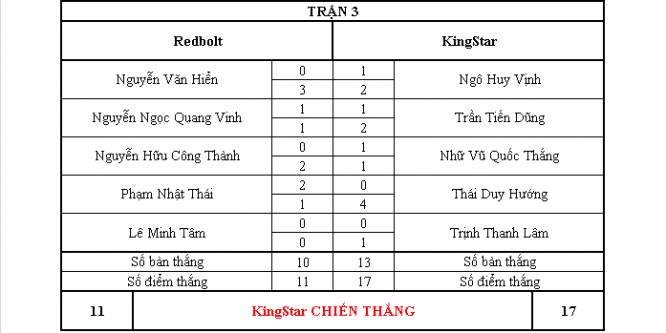 TRẬN 3
Redbolt KingStar
Nguyễn Văn Hiển 0 1 Ngô Huy Vịnh
3 2
Nguyễn Ngọc Quang Vinh 1 1 Trần Tiến Dũng
1 2
Nguyễn Hữu Công Thành 0 1 Nhữ Vũ Quốc Thắng
2 1
Phạm Nhật Thái 2 0 Thái Duy Hướng
1 4
Lê Minh Tâm 0 0 Trịnh Thanh Lâm
0 1
Số bàn thắng 10 13 Số bàn thắng
Số điểm thắng 11 17 Số điểm thắng
11 KingStar CHIẾN THẮNG 17